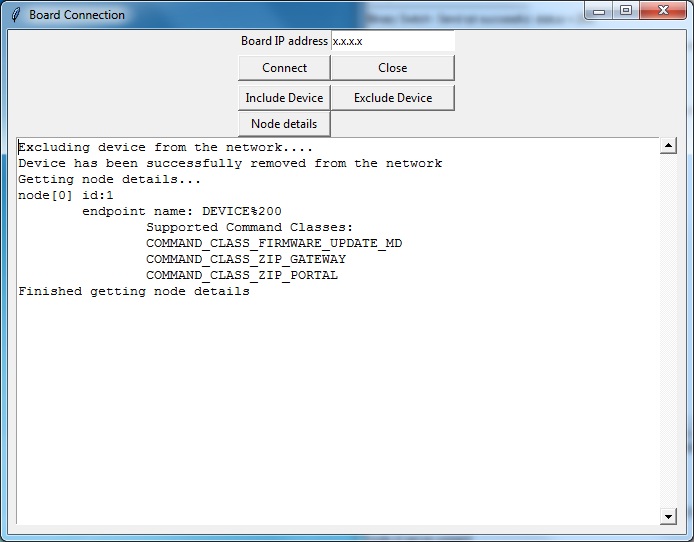 Board Connection
Board IP address x.x.x.x
Connect Close
Include Device Exclude Device
Node details
Excluding device from the network....
Device has been successfully removed from the network
Getting node details...
node[0] id:1
endpoint name: DEVICE%200
Supported Command Classes:
COMMAND_CLASS_FIRMWARE_UPDATE_MD
COMMAND_CLASS_ZIP_GATEWAY
COMMAND_CLASS_ZIP_PORTAL
Finished getting node details